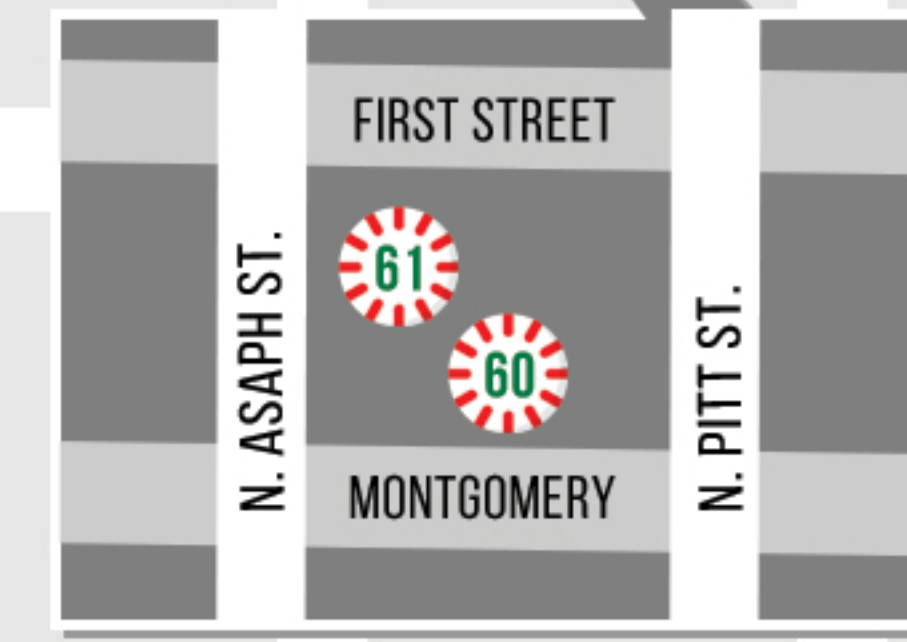 FIRST STREET
61
N. ASAPH ST.
60
N. PITT ST.
MONTGOMERY